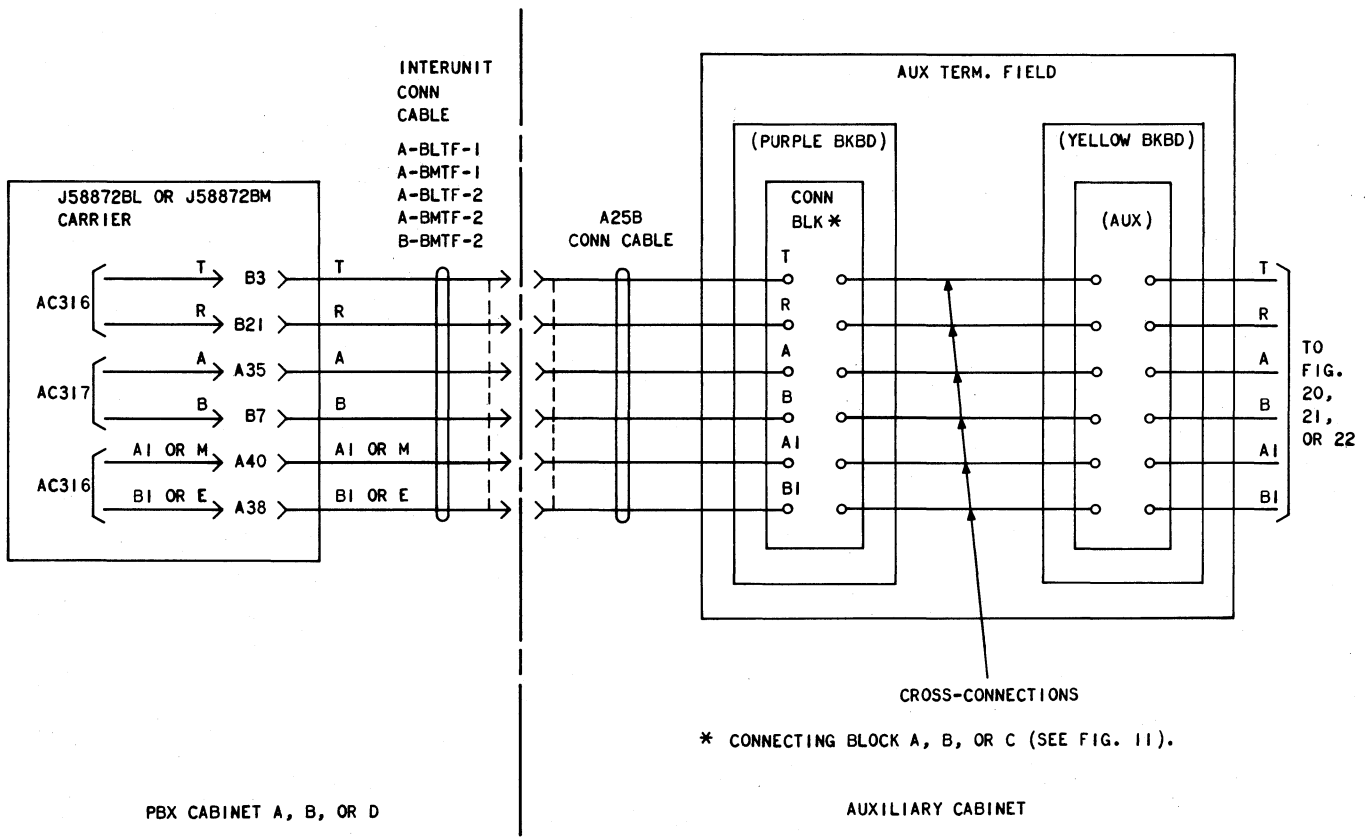 INTERUNIT
CONN
CABLE
A-BLTF-1
A-BMTF-1
A-BLTF-2
A-BMTF-2
B-BMTF-2
J58872BL OR J58872BM
CARRIER
AC316
T
B3
T
R
B21
R
AC317
A
A35
A
B
B7
B
AC316
A1 OR M
A40
A1 OR M
B1 OR E
A38
B1 OR E
A25B
CONN CABLE
AUX TERM. FIELD
(PURPLE BKBD)
CONN
BLK *
T
R
A
B
A1
B1
(YELLOW BKBD)
(AUX)
T
R
A
B
A1
B1
TO
FIG.
20,
21,
OR 22
CROSS-CONNECTIONS
* CONNECTING BLOCK A, B, OR C (SEE FIG. 11).
PBX CABINET A, B, OR D
AUXILIARY CABINET